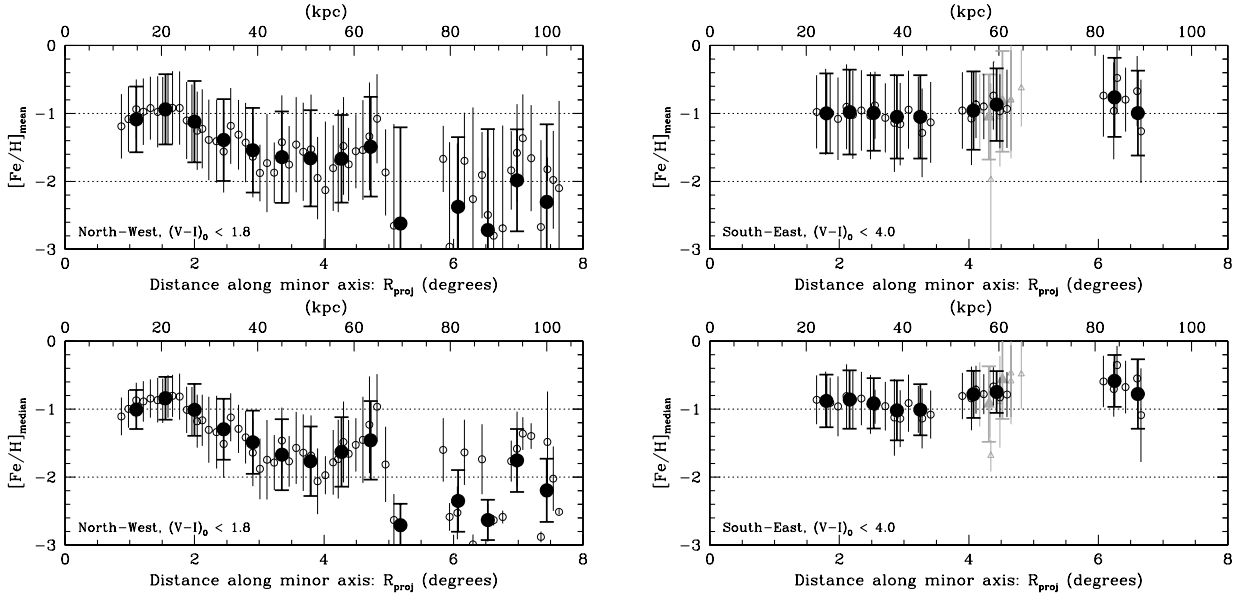 (kpc)
0 20 40 60 80 100
0
−1
−2
−3
[Fe/H]mean
North−West, (V−I)0 < 1.8
0 2 4 6 8
Distance along minor axis: Rproj (degrees)
(kpc)
0 20 40 60 80 100
0
−1
−2
−3
[Fe/H]mean
South−East, (V−I)0 < 4.0
0 2 4 6 8
Distance along minor axis: Rproj (degrees)
(kpc)
0 20 40 60 80 100
0
−1
−2
−3
[Fe/H]median
North−West, (V−I)0 < 1.8
0 2 4 6 8
Distance along minor axis: Rproj (degrees)
(kpc)
0 20 40 60 80 100
0
−1
−2
−3
[Fe/H]median
South−East, (V−I)0 < 4.0
0 2 4 6 8
Distance along minor axis: Rproj (degrees)